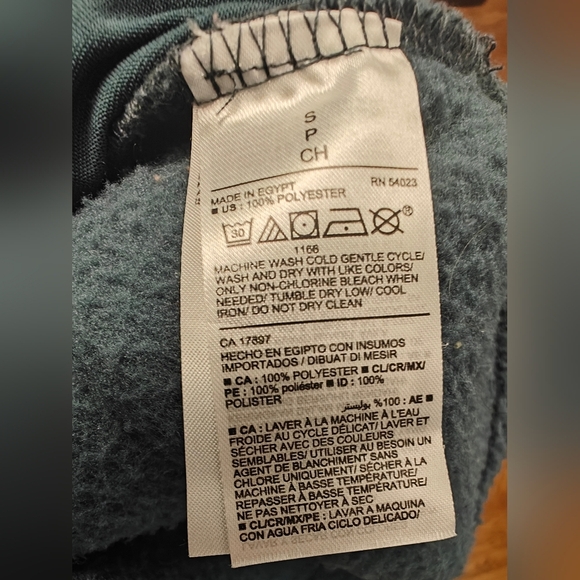 S
P
CH
MADE IN EGYPT RN 54023
■ US : 100% POLYESTER
30
®
1166
MACHINE WASH COLD GENTLE CYCLE/
WASH AND DRY WITH LIKE COLORS/
ONLY NON-CHLORINE BLEACH WHEN
NEEDED/ TUMBLE DRY LOW/ COOL
IRON/ DO NOT DRY CLEAN
CA 17897
HECHO EN EGIPTO CON INSUMOS
IMPORTADOS / DIBUAT DI MESIR
■ CA : 100% POLYESTER ■ CL/CR/MX/
PE : 100% poliéster ■ ID : 100%
POLISTER
■ AE : 100% بوليستر
■ CA : LAVER À LA MACHINE À L'EAU
FROIDE AU CYCLE DÉLICAT/ LAVER ET
SÉCHER AVEC DES COULEURS
SEMBLABLES/ UTILISER AU BESOIN UN
AGENT DE BLANCHIMENT SANS
CHLORE UNIQUEMENT/ SÉCHER À LA
MACHINE À BASSE TEMPÉRATURE/
REPASSER À BASSE TEMPÉRATURE/
NE PAS NETTOYER À SEC
■ CL/CR/MX/PE : LAVAR A MAQUINA
CON AGUA FRIA CICLO DELICADO/